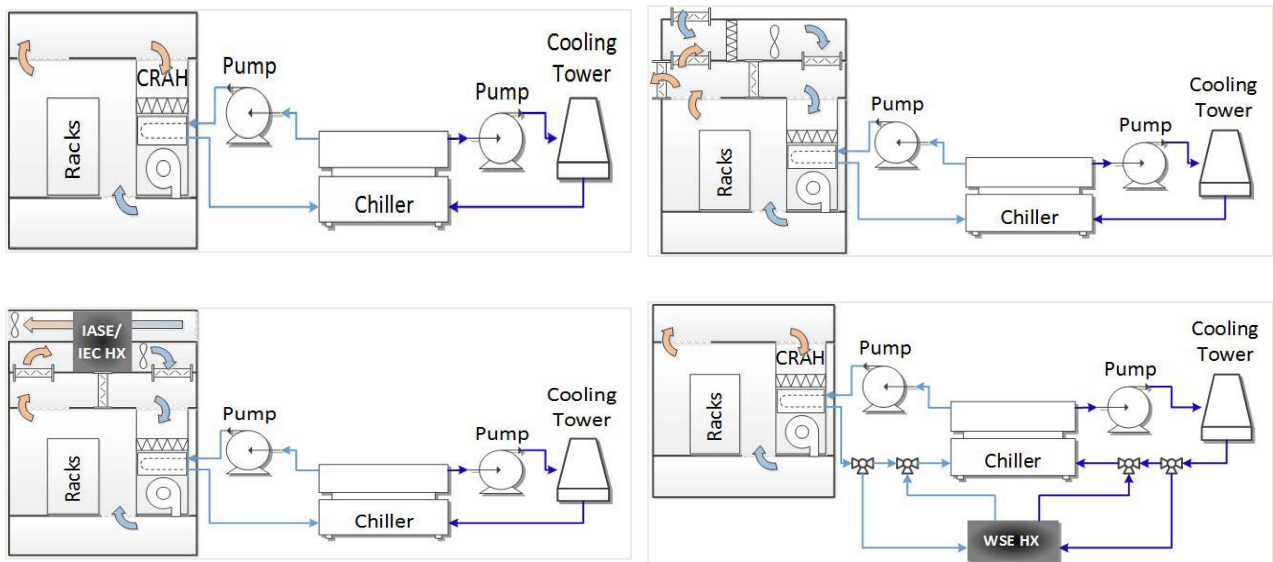 Cooling
Tower
Pump
Pump
CRAH
Racks
Chiller
Cooling
Tower
Pump
Pump
Racks
Chiller
IASE/
IEC HX
Cooling
Tower
Pump
Pump
Racks
Chiller
Cooling
Tower
Pump
Pump
CRAH
Racks
Chiller
WSE HX